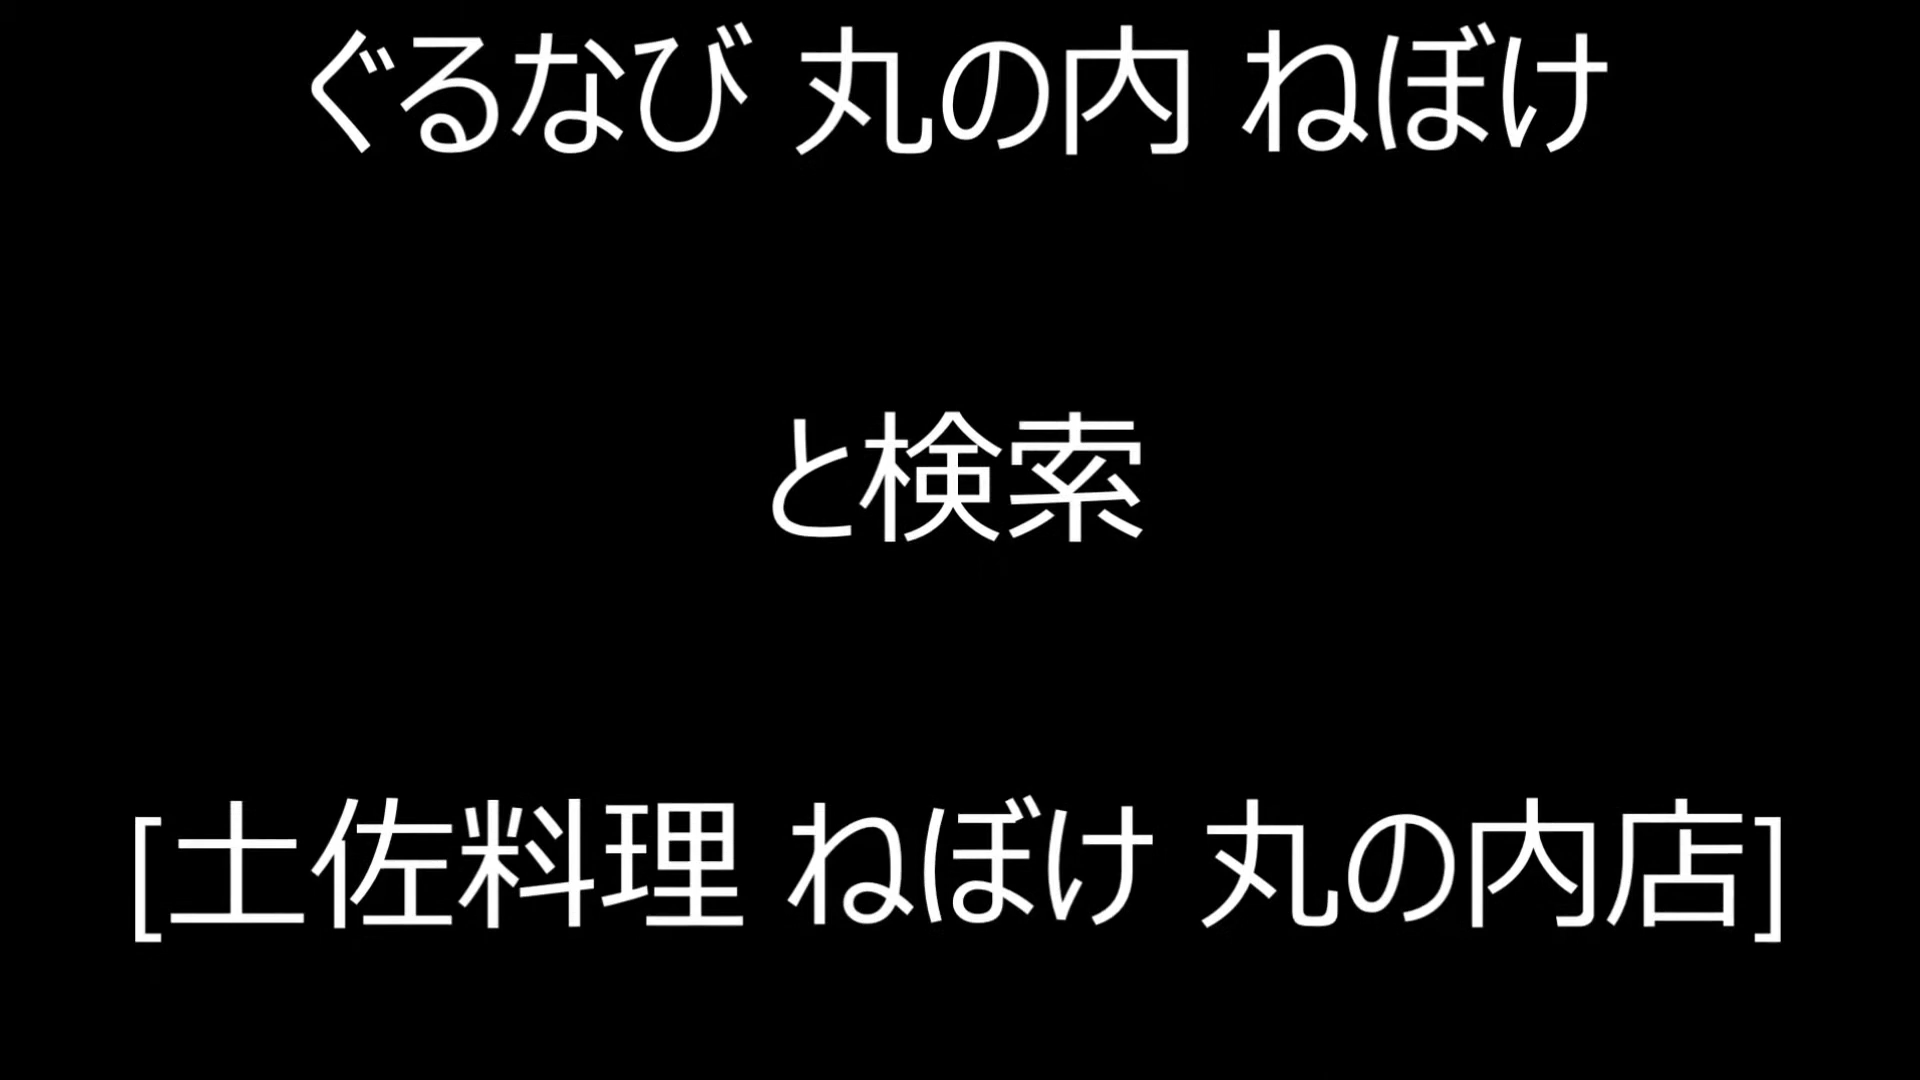 ぐるなび 丸の内 ねぼけ
と検索
[土佐料理 ねぼけ 丸の内店]